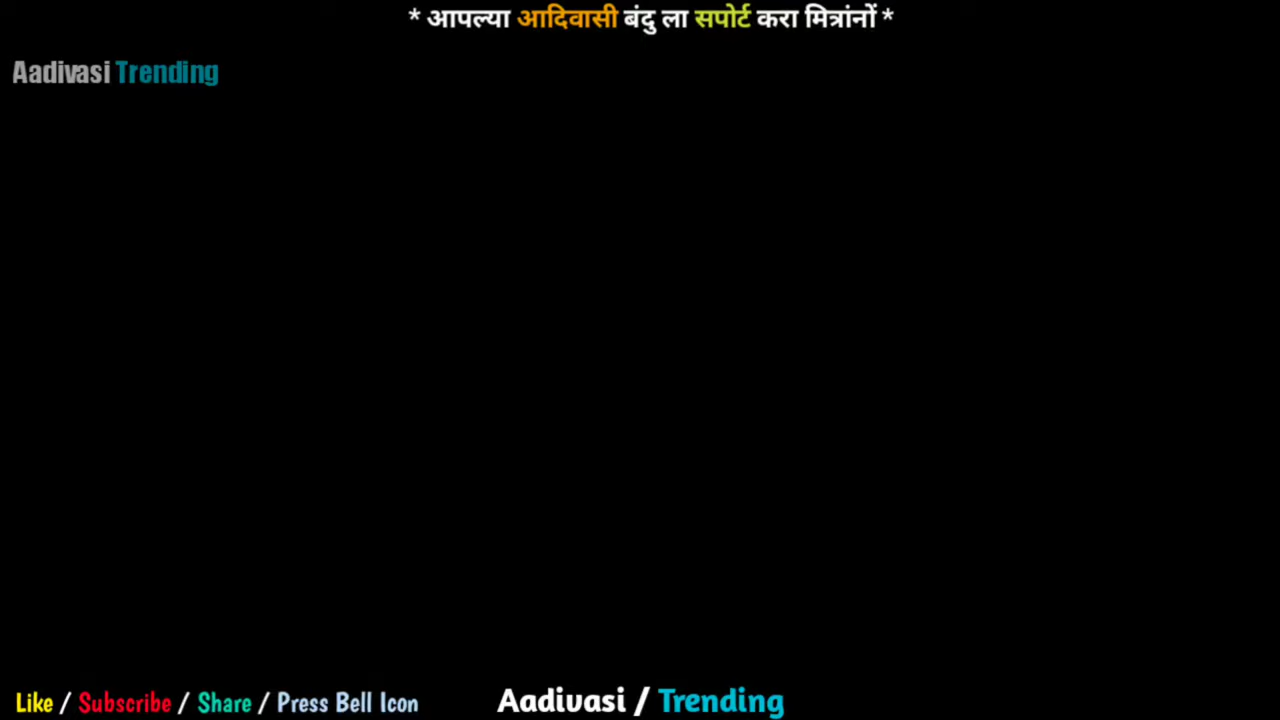 * आपल्या आदिवासी बंदु ला सपोर्ट करा मित्रांनों *
Aadivasi Trending
Like / Subscribe / Share / Press Bell Icon
Aadivasi / Trending